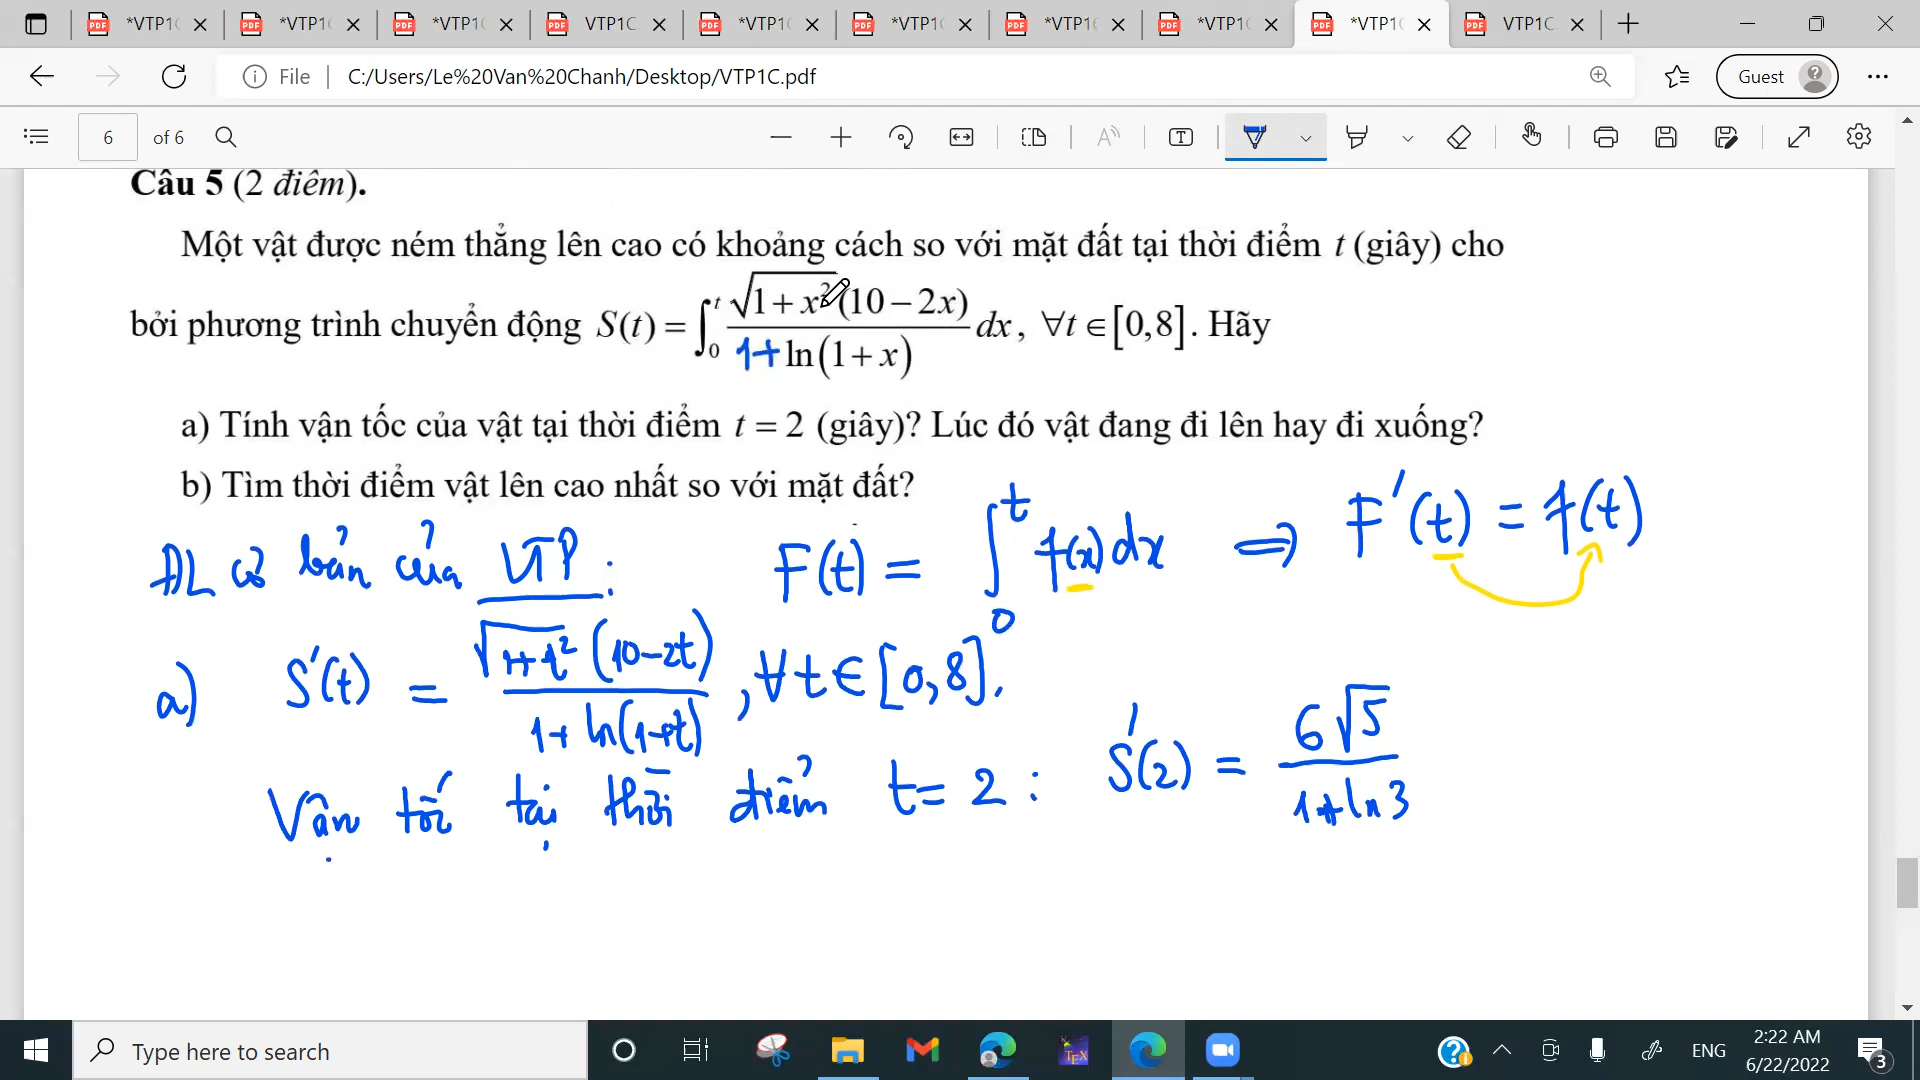 *VTP1C *VTP1C *VTP1C VTP1C *VTP1C *VTP1C *VTP1C *VTP1C *VTP1C VTP1C
File C:/Users/Le%20Van%20Chanh/Desktop/VTP1C.pdf Guest
6 of 6
Câu 5 (2 điểm).
Một vật được ném thẳng lên cao có khoảng cách so với mặt đất tại thời điểm t (giây) cho
bởi phương trình chuyển động S(t) = ∫₀ᵗ √(1 + x²)(10 − 2x) / (1 + ln(1 + x)) dx, ∀t ∈ [0,8]. Hãy
a) Tính vận tốc của vật tại thời điểm t = 2 (giây)? Lúc đó vật đang đi lên hay đi xuống?
b) Tìm thời điểm vật lên cao nhất so với mặt đất?
ĐL cơ bản của VTP: F(t) = ∫₀ᵗ f(x)dx ⇒ F'(t) = f(t)
a) S'(t) = √(1+t²) (10−2t) / (1+ ln(1+t)), ∀t ∈ [0,8].
Vận tốc tại thời điểm t = 2 : S'(2) = 6√5 / (1+ln3)
Type here to search ENG 2:22 AM
6/22/2022 3